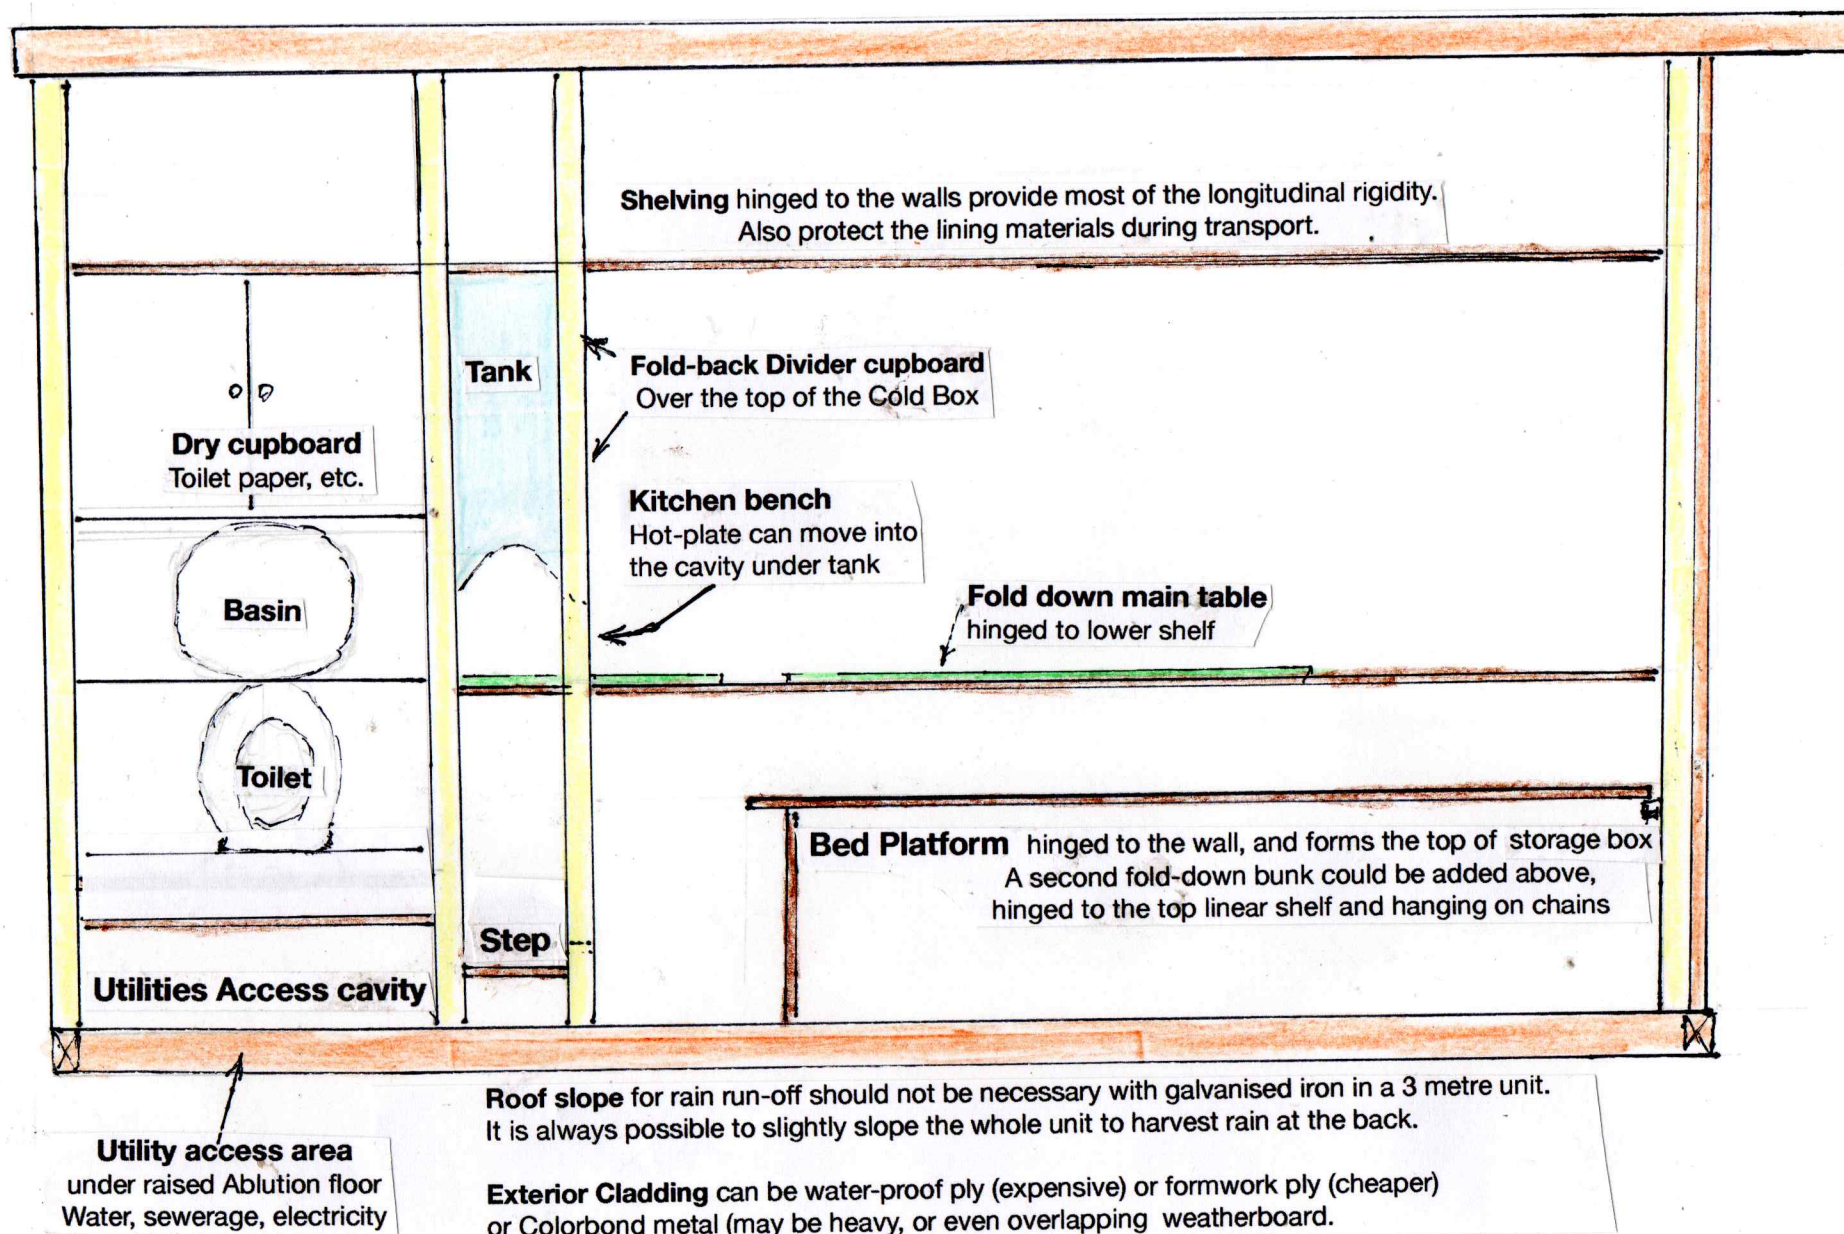 Shelving hinged to the walls provide most of the longitudinal rigidity.
Also protect the lining materials during transport.
Tank
Fold-back Divider cupboard
Over the top of the Cold Box
Dry cupboard
Toilet paper, etc.
Kitchen bench
Hot-plate can move into
the cavity under tank
Basin
Fold down main table
hinged to lower shelf
Toilet
Bed Platform hinged to the wall, and forms the top of storage box
A second fold-down bunk could be added above,
hinged to the top linear shelf and hanging on chains
Step
Utilities Access cavity
Utility access area
under raised Ablution floor
Water, sewerage, electricity
Roof slope for rain run-off should not be necessary with galvanised iron in a 3 metre unit.
It is always possible to slightly slope the whole unit to harvest rain at the back.
Exterior Cladding can be water-proof ply (expensive) or formwork ply (cheaper)
or Colorbond metal (may be heavy, or even overlapping weatherboard.